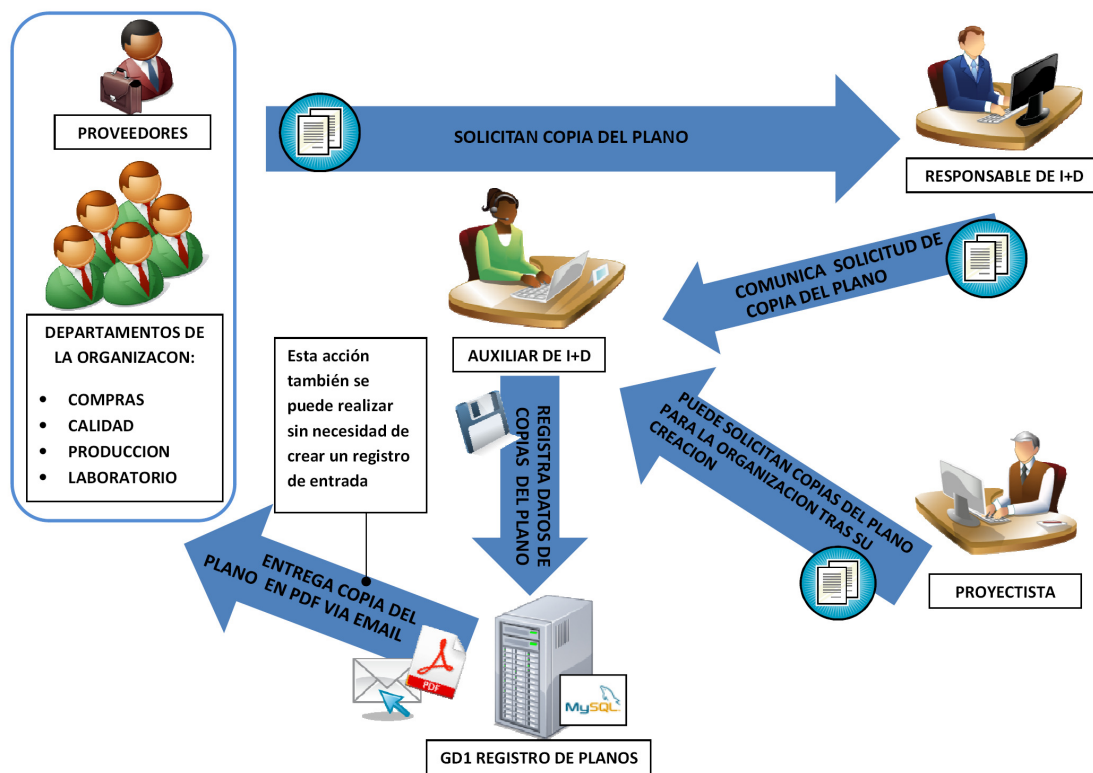 PROVEEDORES
SOLICITAN COPIA DEL PLANO
RESPONSABLE DE I+D
DEPARTAMENTOS DE
LA ORGANIZACON:
• COMPRAS
• CALIDAD
• PRODUCCION
• LABORATORIO
COMUNICA SOLICITUD DE
COPIA DEL PLANO
AUXILIAR DE I+D
Esta acción
también se
puede realizar
sin necesidad de
crear un registro
de entrada
REGISTRA DATOS DE
COPIAS DEL PLANO
PUEDE SOLICITAN COPIAS DEL PLANO
PARA LA ORGANIZACION TRAS SU
CREACION
PROYECTISTA
ENTREGA COPIA DEL
PLANO EN PDF VIA EMAIL
PDF
MySQL
GD1 REGISTRO DE PLANOS